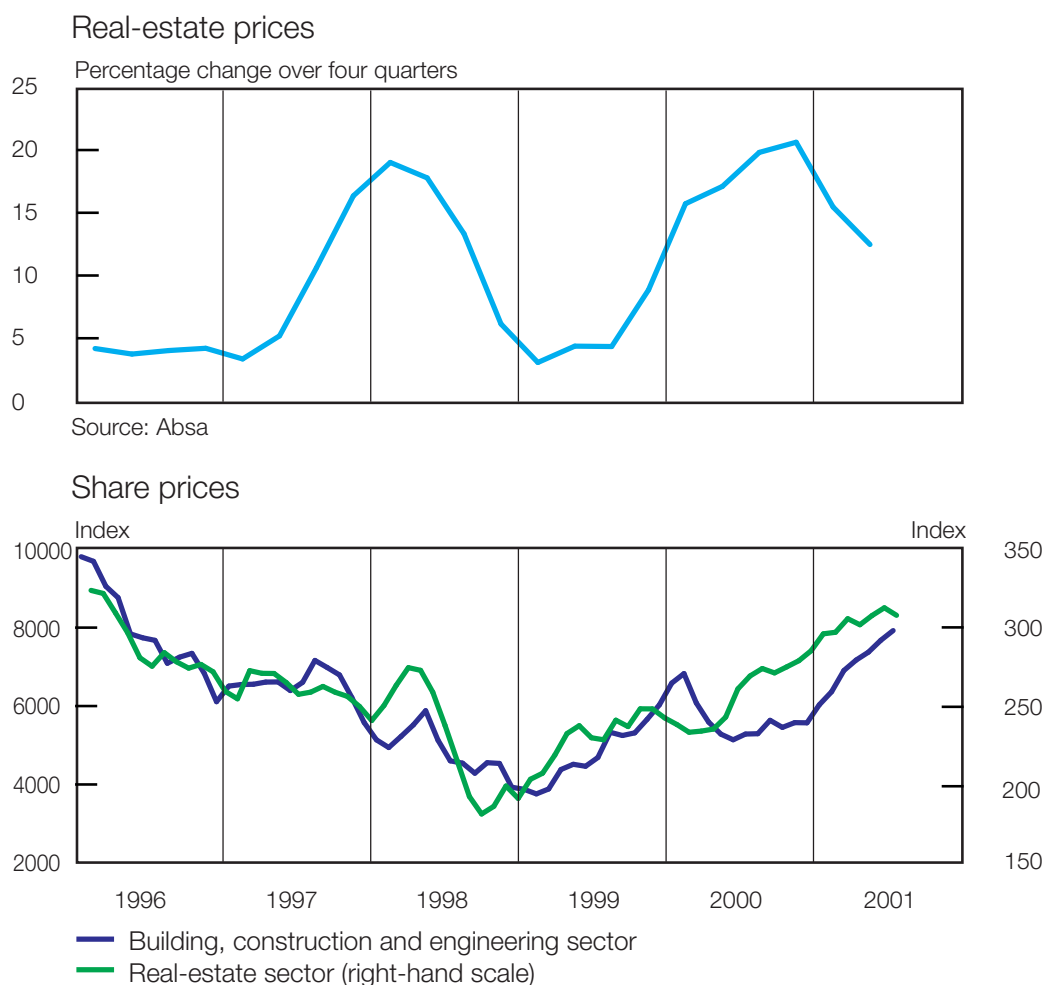 Real-estate prices
Percentage change over four quarters
25
20
15
10
5
0
Source: Absa
Share prices
Index Index
10000 350
8000 300
6000 250
4000 200
2000 150
1996 1997 1998 1999 2000 2001
Building, construction and engineering sector
Real-estate sector (right-hand scale)